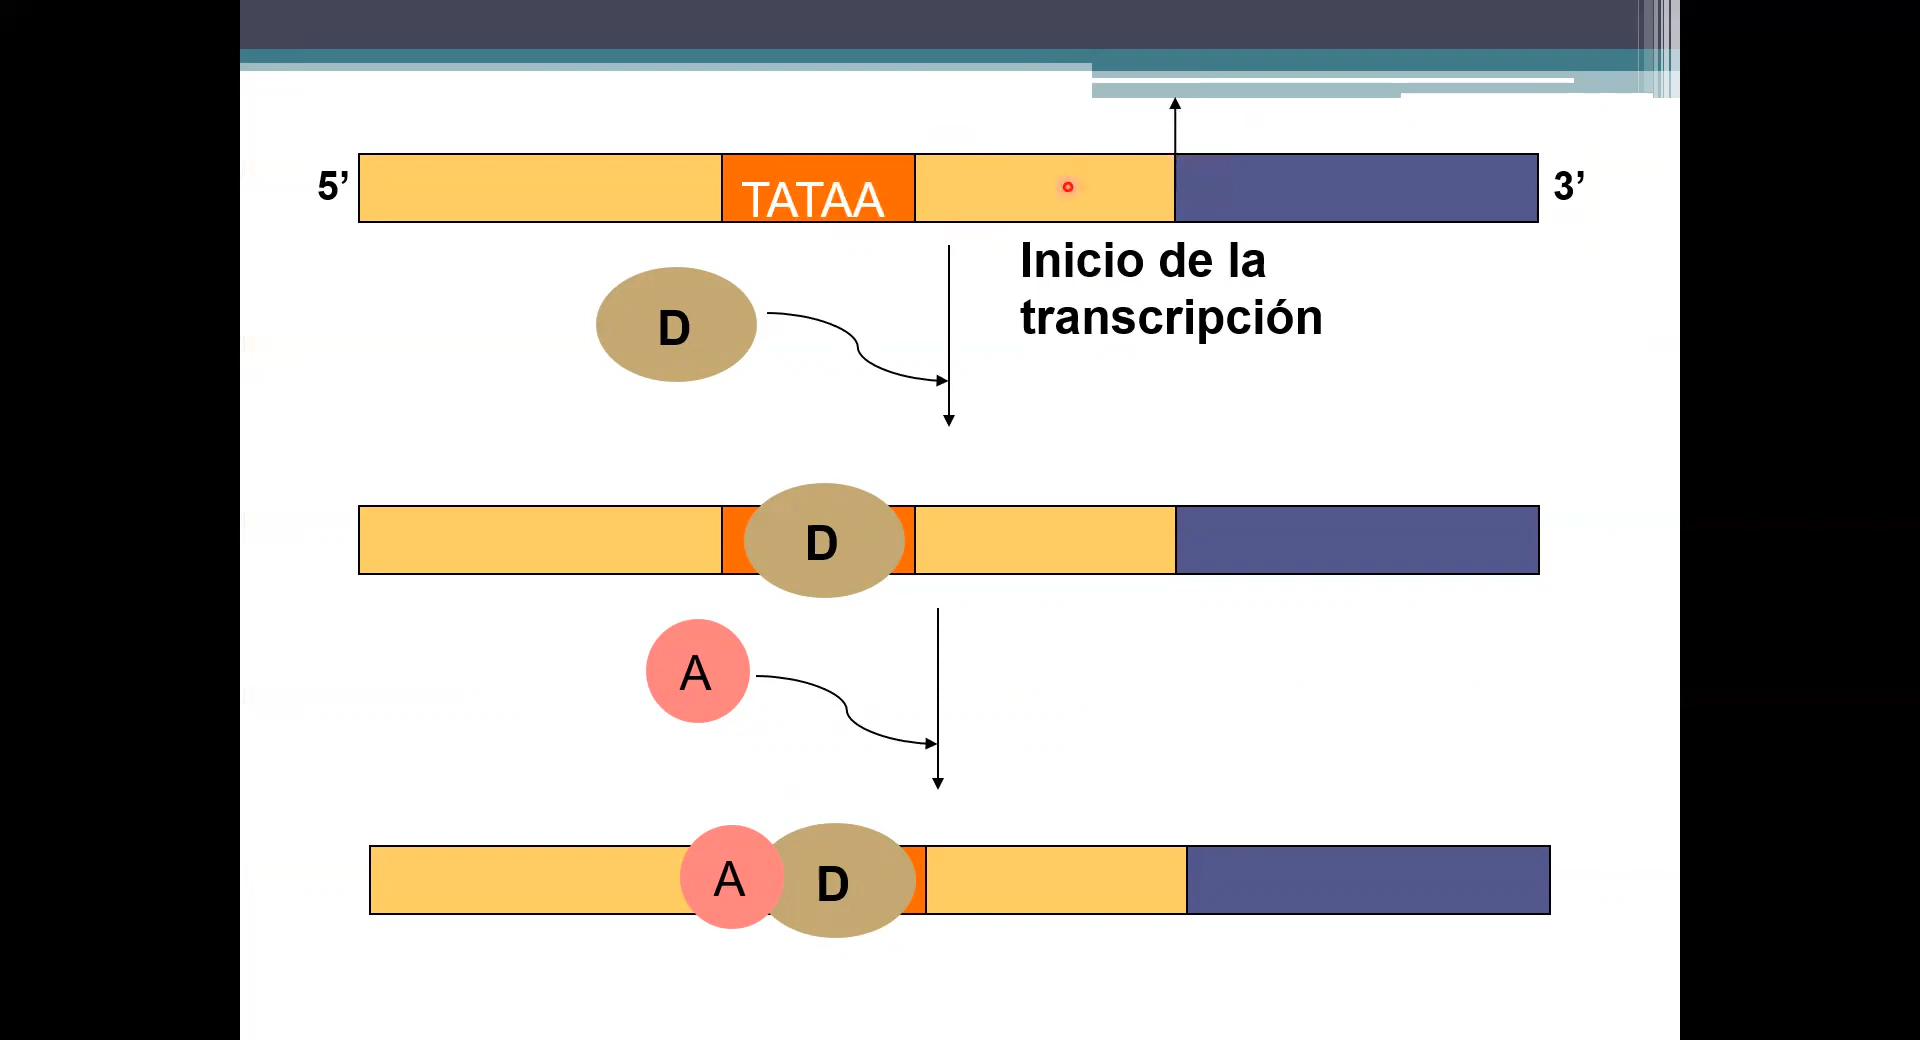 5’
TATAA
3’
Inicio de la
transcripción
D
D
A
A
D